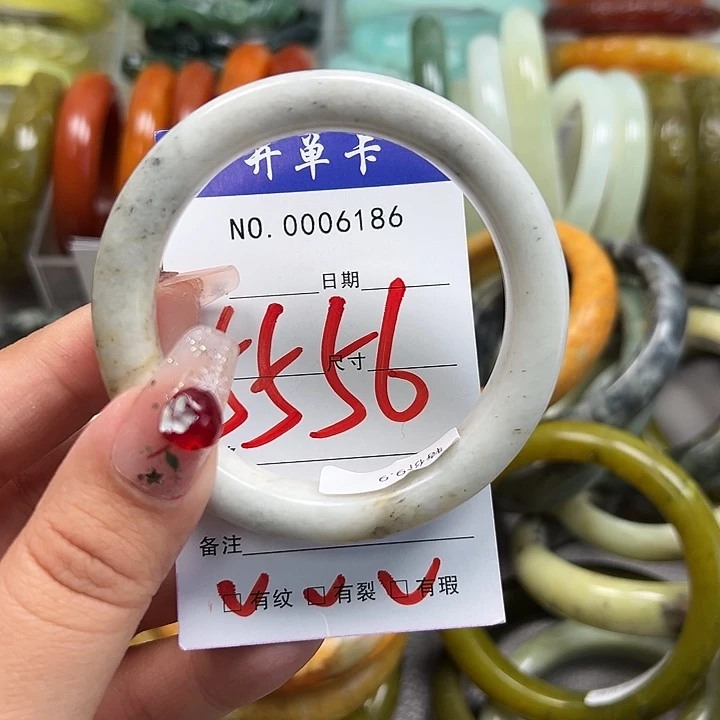 开单卡
NO.0006186
日期
5556
尺寸
备注
☑有纹 ☑有裂 ☑有瑕